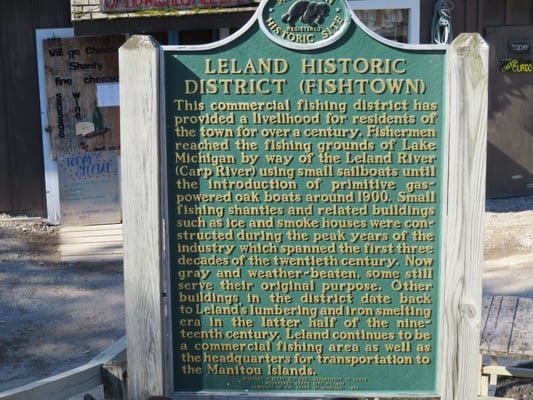 REGISTERED
HISTORIC SITE
LELAND HISTORIC
DISTRICT (FISHTOWN)
This commercial fishing district has
provided a livelihood for residents of
the town for over a century. Fishermen
reached the fishing grounds of Lake
Michigan by way of the Leland River
(Carp River) using small sailboats until
the introduction of primitive gas-
powered oak boats around 1900. Small
fishing shanties and related buildings
such as ice and smoke houses were con-
structed during the peak years of the
industry which spanned the first three
decades of the twentieth century. Now
gray and weather-beaten, some still
serve their original purpose. Other
buildings in the district date back
to Leland's lumbering and iron smelting
era in the latter half of the nine-
teenth century. Leland continues to be
a commercial fishing area as well as
the headquarters for transportation to
the Manitou Islands.
Village Cheese
Shanty
fine cheese
wine
TODAY'S
SPECIAL
TODAY
CURDS